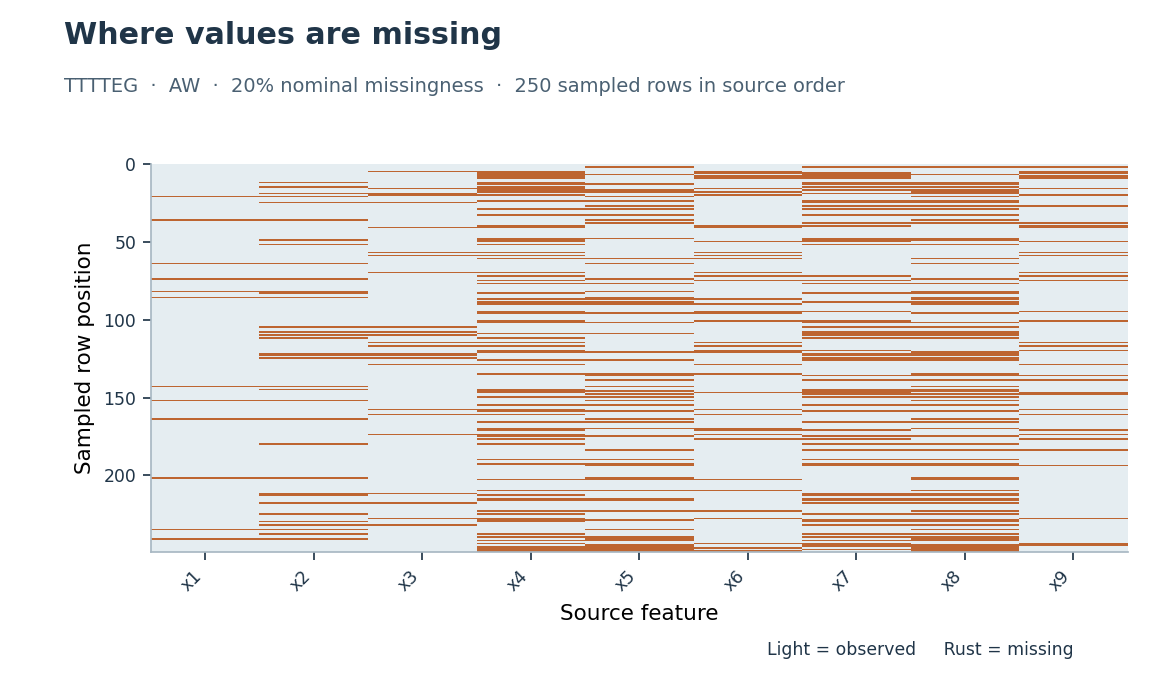 Where values are missing
TTTTEG · AW · 20% nominal missingness · 250 sampled rows in source order
0
50
100
150
200
Sampled row position
x1 x2 x3 x4 x5 x6 x7 x8 x9
Source feature
Light = observed Rust = missing